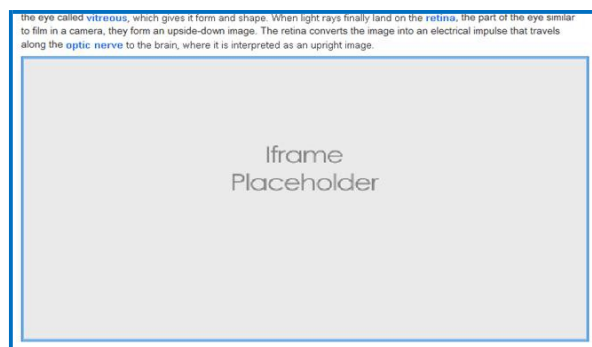 the eye called vitreous, which gives it form and shape. When light rays finally land on the retina, the part of the eye similar
to film in a camera, they form an upside-down image. The retina converts the image into an electrical impulse that travels
along the optic nerve to the brain, where it is interpreted as an upright image.
Iframe
Placeholder